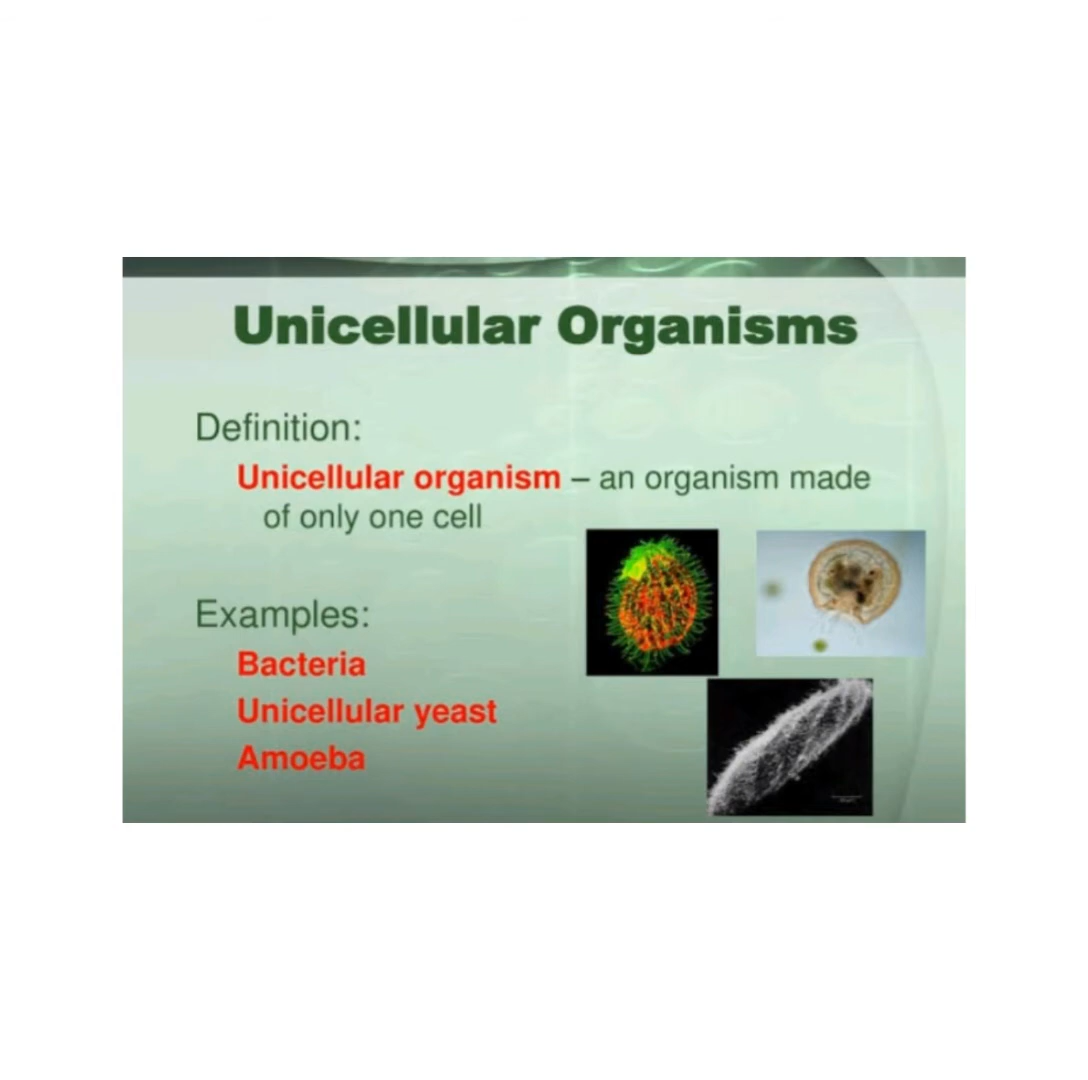 Unicellular Organisms
Definition:
Unicellular organism – an organism made
of only one cell
Examples:
Bacteria
Unicellular yeast
Amoeba